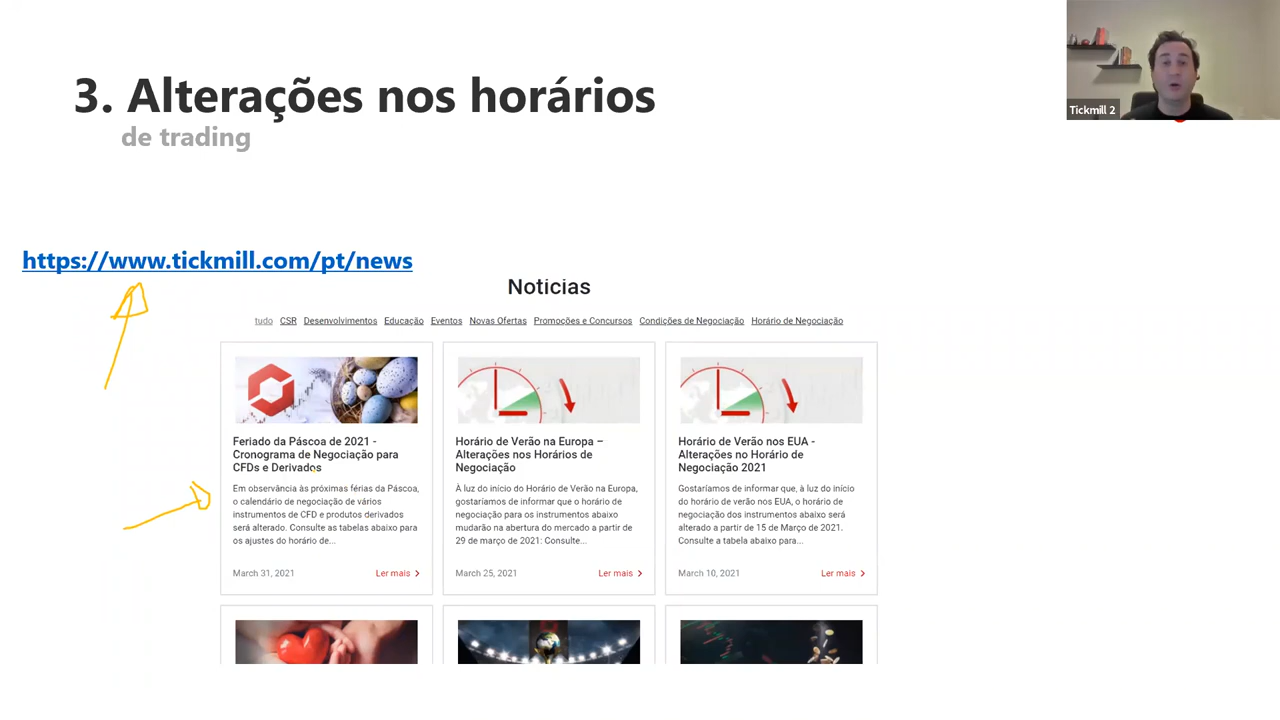 3. Alterações nos horários
de trading
Tickmill 2
https://www.tickmill.com/pt/news
Notícias
tudo CSR Desenvolvimentos Educação Eventos Novas Ofertas Promoções e Concursos Condições de Negociação Horário de Negociação
Feriado da Páscoa de 2021 -
Cronograma de Negociação para
CFDs e Derivados
Em observância às próximas férias da Páscoa,
o calendário de negociação de vários
instrumentos de CFD e produtos derivados
será alterado. Consulte as tabelas abaixo para
os ajustes do horário de...
March 31, 2021 Ler mais
Horário de Verão na Europa –
Alterações nos Horários de
Negociação
À luz do início do Horário de Verão na Europa,
gostaríamos de informar que o horário de
negociação para os instrumentos abaixo
mudarão na abertura do mercado a partir de
29 de março de 2021: Consulte...
March 25, 2021 Ler mais
Horário de Verão nos EUA -
Alterações no Horário de
Negociação 2021
Gostaríamos de informar que, à luz do início
do horário de verão nos EUA, o horário de
negociação dos instrumentos abaixo será
alterado a partir de 15 de Março de 2021.
Consulte a tabela abaixo para...
March 10, 2021 Ler mais